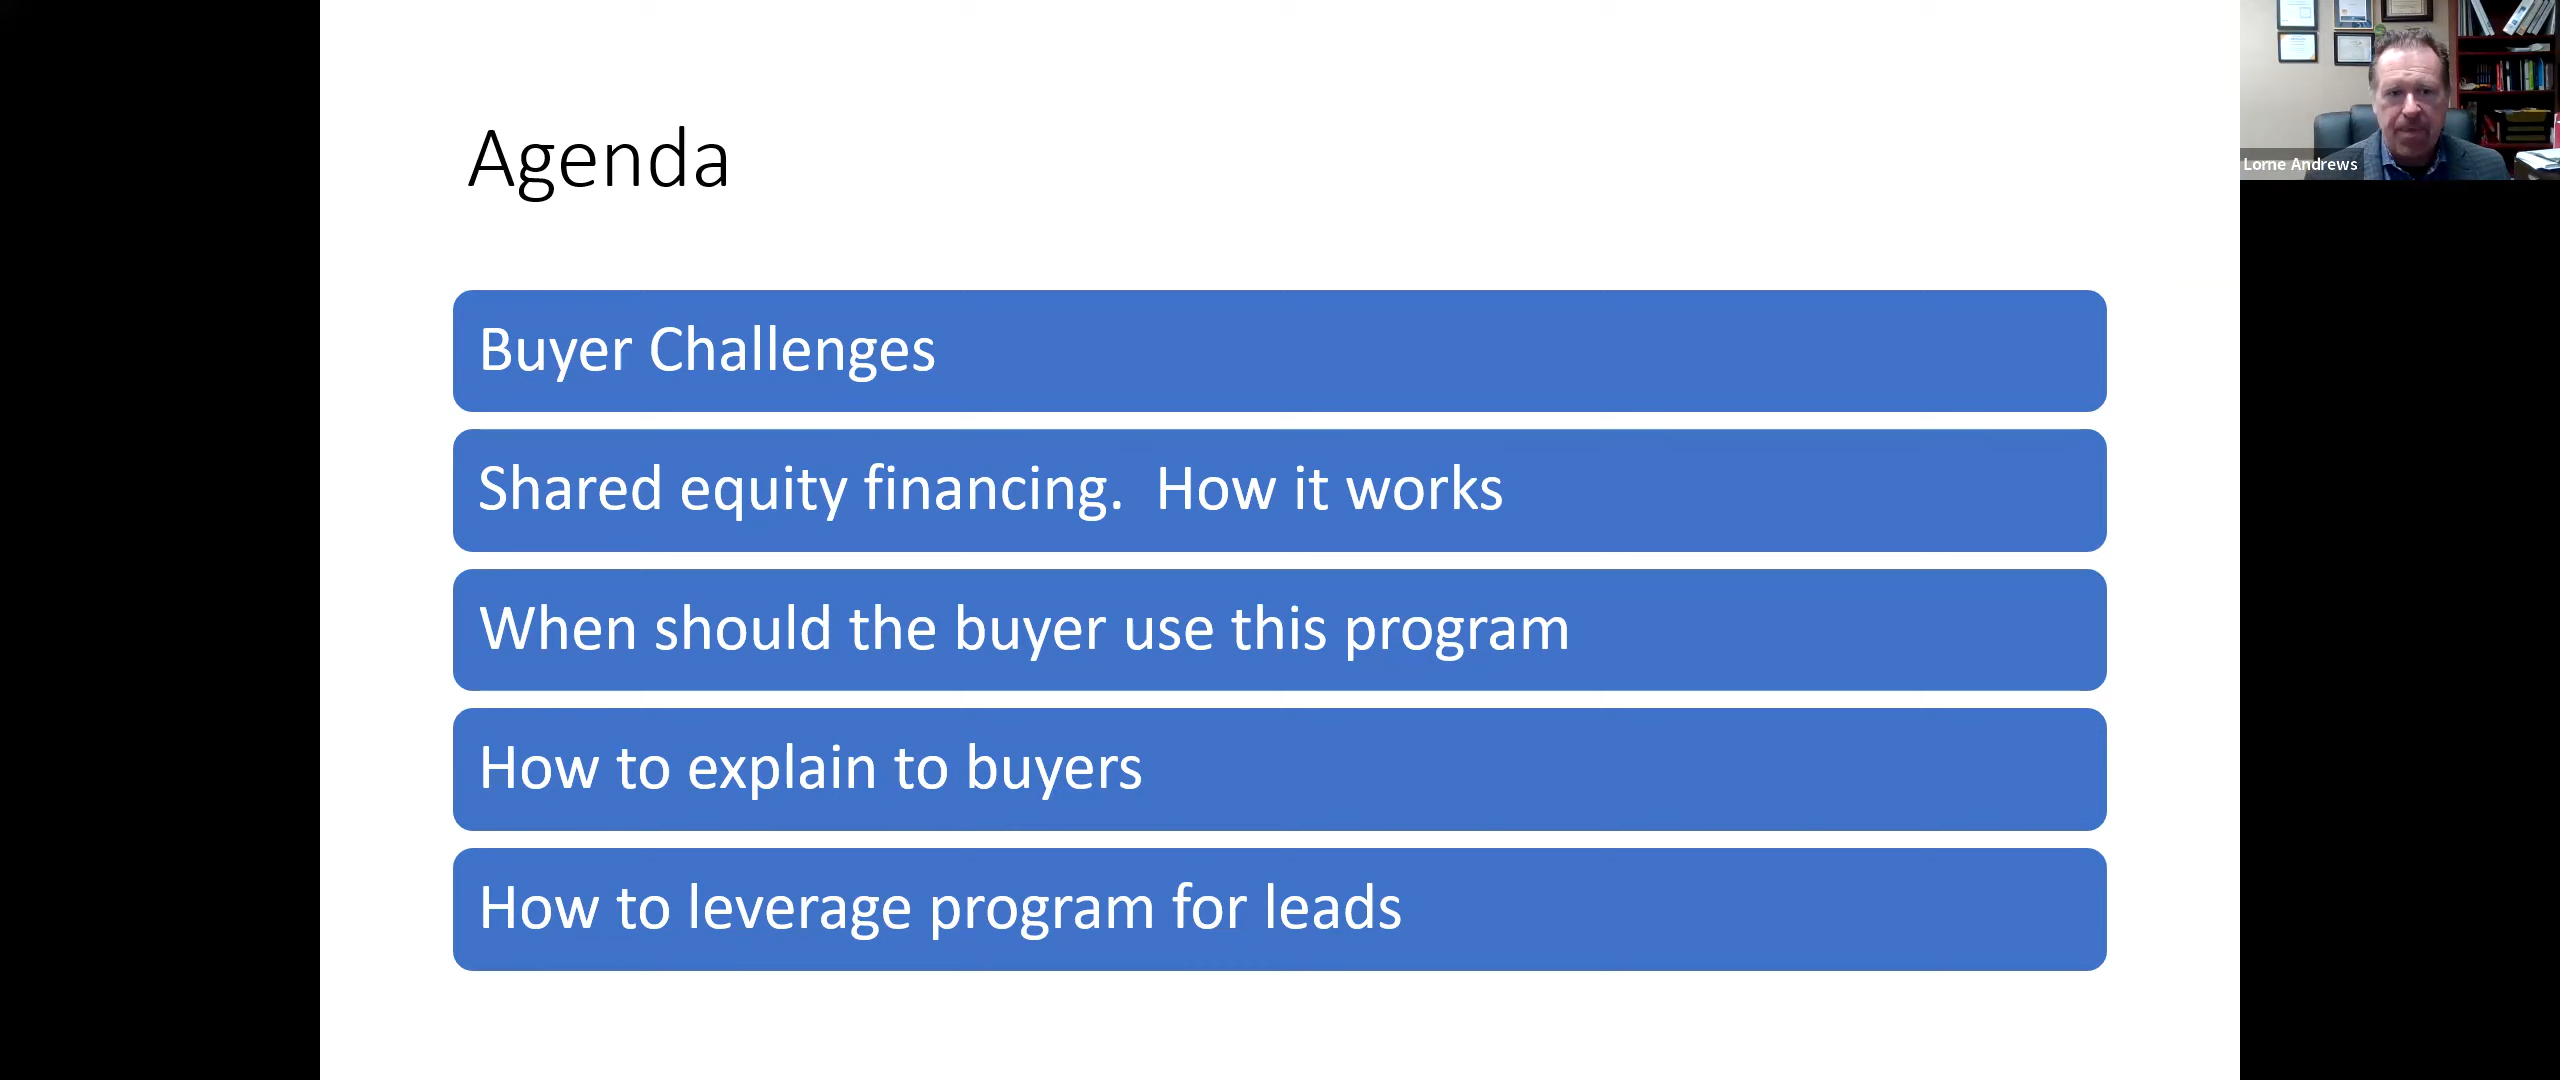 Agenda
Buyer Challenges
Shared equity financing.  How it works
When should the buyer use this program
How to explain to buyers
How to leverage program for leads
Lorne Andrews